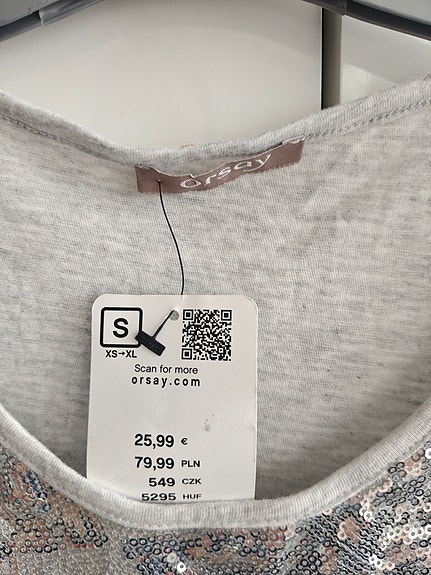 orsay
S
XS→XL
Scan for more
orsay.com
25,99 €
79,99 PLN
549 CZK
5295 HUF